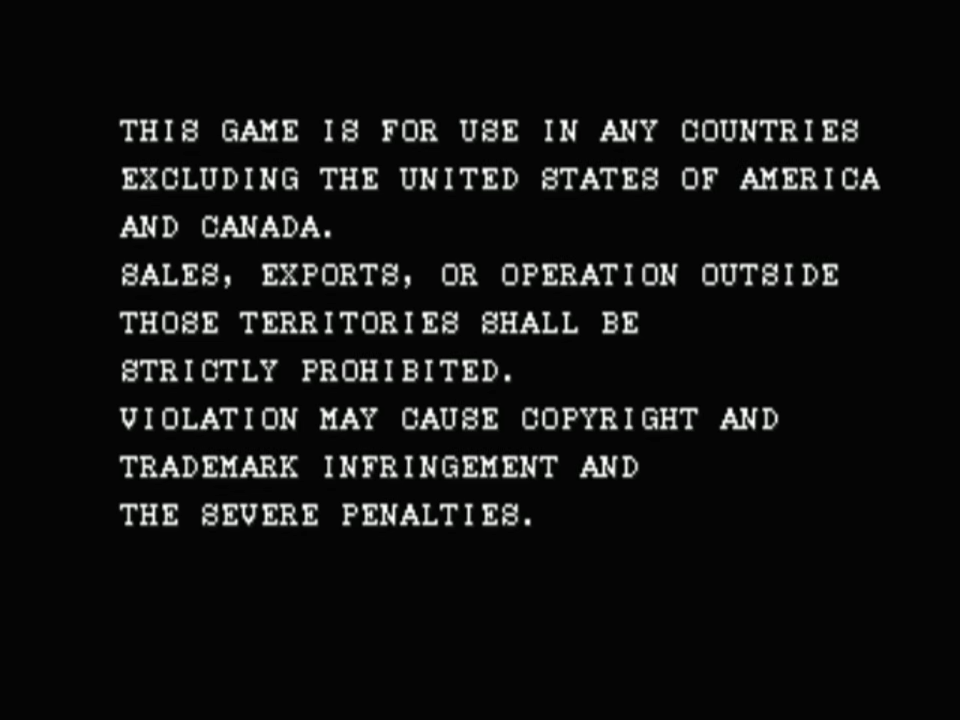 THIS GAME IS FOR USE IN ANY COUNTRIES
EXCLUDING THE UNITED STATES OF AMERICA
AND CANADA.
SALES, EXPORTS, OR OPERATION OUTSIDE
THOSE TERRITORIES SHALL BE
STRICTLY PROHIBITED.
VIOLATION MAY CAUSE COPYRIGHT AND
TRADEMARK INFRINGEMENT AND
THE SEVERE PENALTIES.